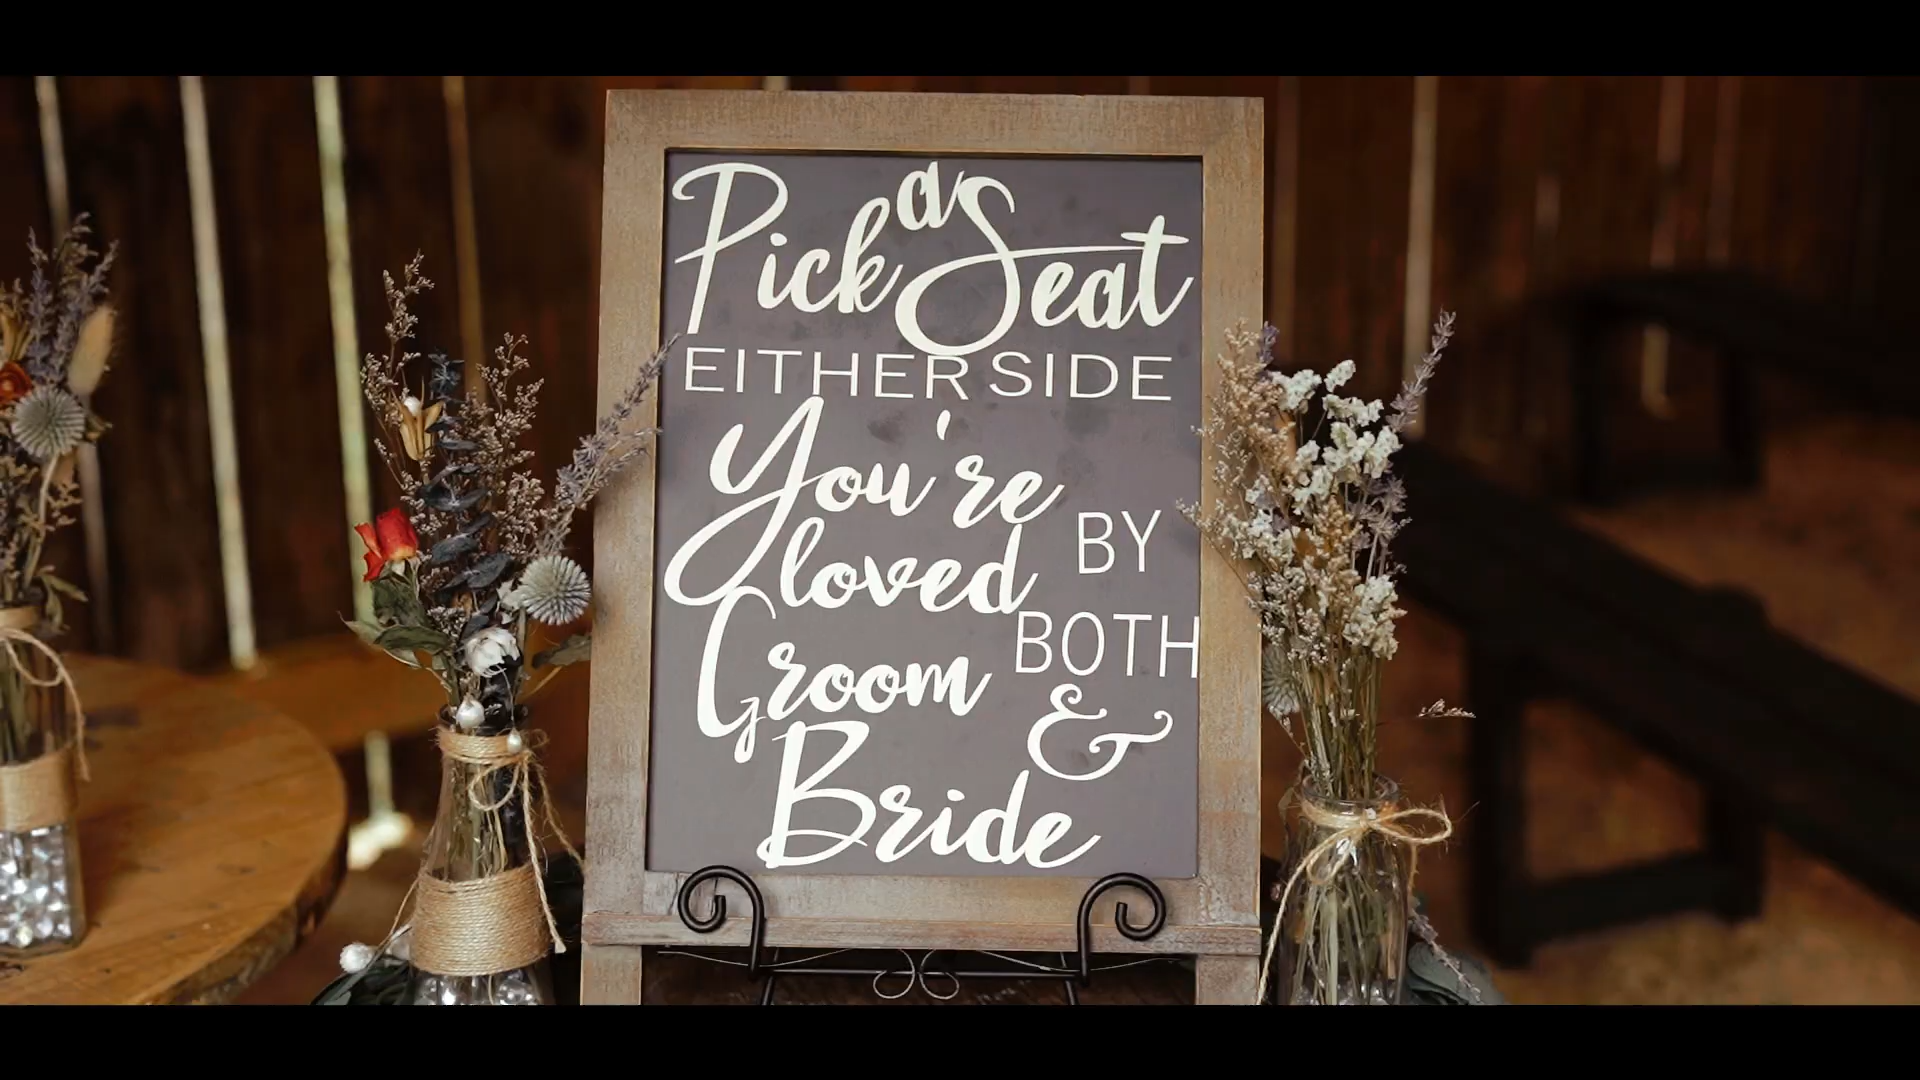 Pick a Seat
EITHER SIDE
You're
loved BY
Groom BOTH
&
Bride